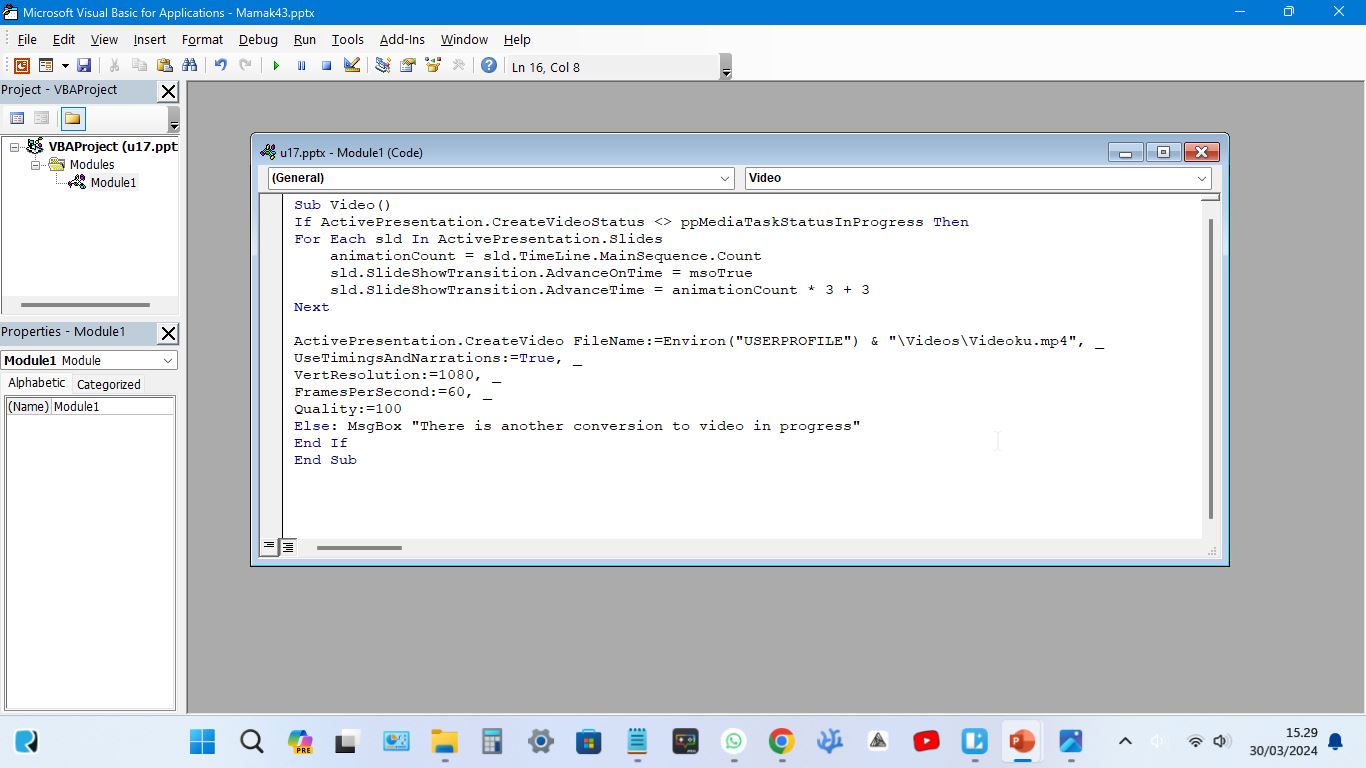 Microsoft Visual Basic for Applications - Mamak43.pptx
File Edit View Insert Format Debug Run Tools Add-Ins Window Help
Ln 16, Col 8
Project - VBAProject
VBAProject (u17.ppt
Modules
Module1
Properties - Module1
Module1 Module
Alphabetic Categorized
(Name) Module1
u17.pptx - Module1 (Code)
(General) Video
Sub Video()
If ActivePresentation.CreateVideoStatus <> ppMediaTaskStatusInProgress Then
For Each sld In ActivePresentation.Slides
    animationCount = sld.TimeLine.MainSequence.Count
    sld.SlideShowTransition.AdvanceOnTime = msoTrue
    sld.SlideShowTransition.AdvanceTime = animationCount * 3 + 3
Next
ActivePresentation.CreateVideo FileName:=Environ("USERPROFILE") & "\Videos\Videoku.mp4", _
UseTimingsAndNarrations:=True, _
VertResolution:=1080, _
FramesPerSecond:=60, _
Quality:=100
Else: MsgBox "There is another conversion to video in progress"
End If
End Sub
PRE
15.29
30/03/2024